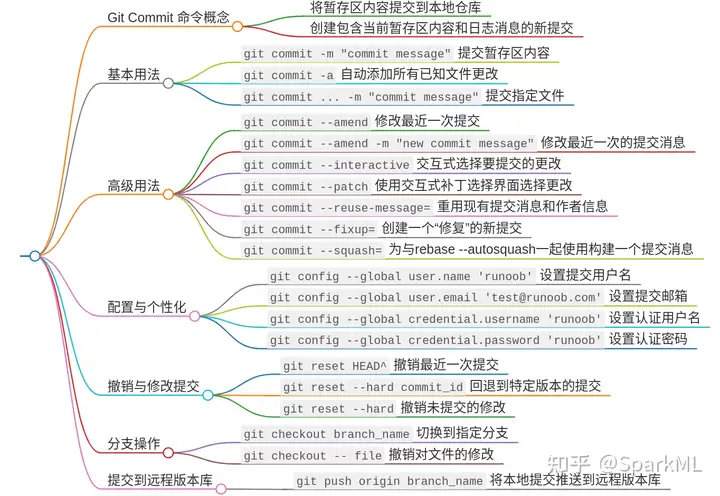 Git Commit 命令概念
将暂存区内容提交到本地仓库
创建包含当前暂存区内容和日志消息的新提交
基本用法
git commit -m "commit message" 提交暂存区内容
git commit -a 自动添加所有已知文件更改
git commit ... -m "commit message" 提交指定文件
高级用法
git commit --amend 修改最近一次提交
git commit --amend -m "new commit message" 修改最近一次的提交消息
git commit --interactive 交互式选择要提交的更改
git commit --patch 使用交互式补丁选择界面选择更改
git commit --reuse-message= 重用现有提交消息和作者信息
git commit --fixup= 创建一个“修复”的新提交
git commit --squash= 为与rebase --autosquash一起使用构建一个提交消息
配置与个性化
git config --global user.name 'runoob' 设置提交用户名
git config --global user.email 'test@runoob.com' 设置提交邮箱
git config --global credential.username 'runoob' 设置认证用户名
git config --global credential.password 'runoob' 设置认证密码
撤销与修改提交
git reset HEAD^ 撤销最近一次提交
git reset --hard commit_id 回退到特定版本的提交
git reset --hard 撤销未提交的修改
分支操作
git checkout branch_name 切换到指定分支
git checkout -- file 撤销对文件的修改
提交到远程版本库
git push origin branch_name 将本地提交推送到远程版本库
知乎 @SparkML